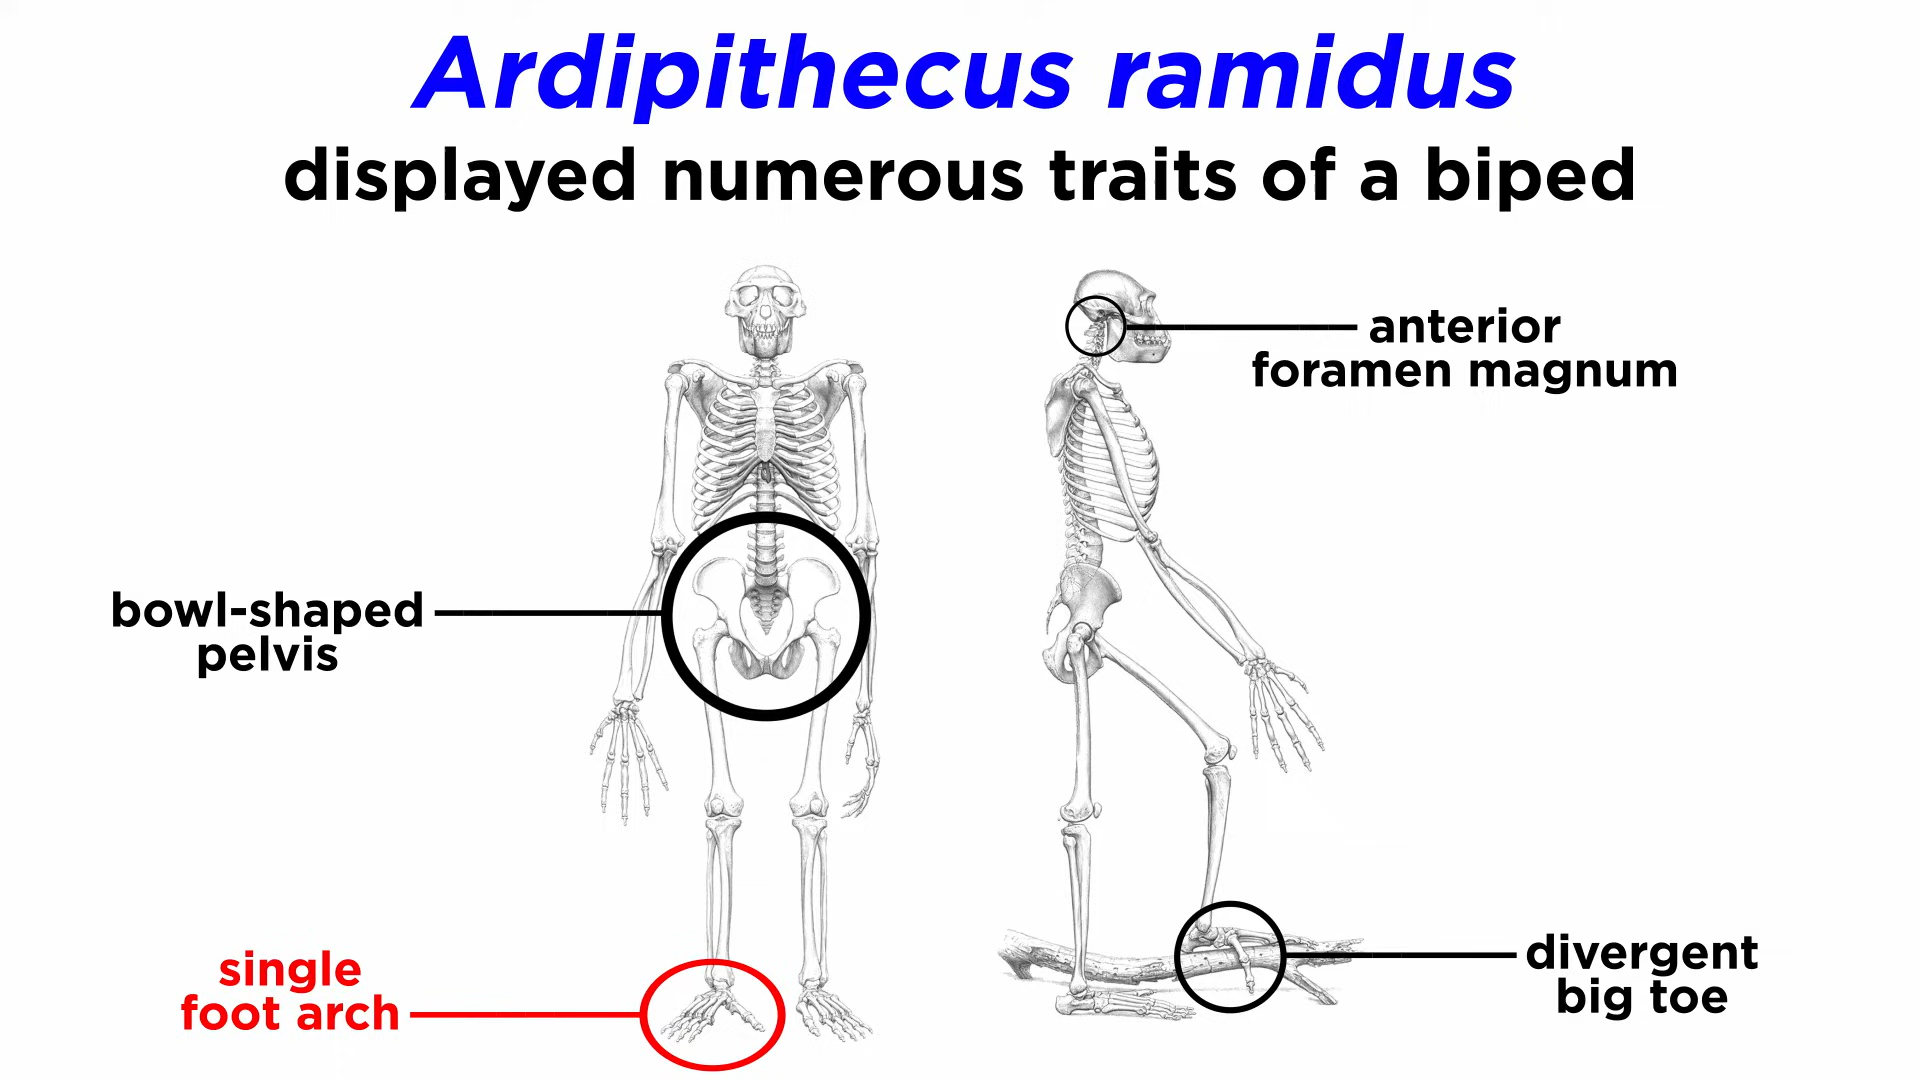 Ardipithecus ramidus
displayed numerous traits of a biped
anterior
foramen magnum
bowl-shaped
pelvis
single
foot arch
divergent
big toe